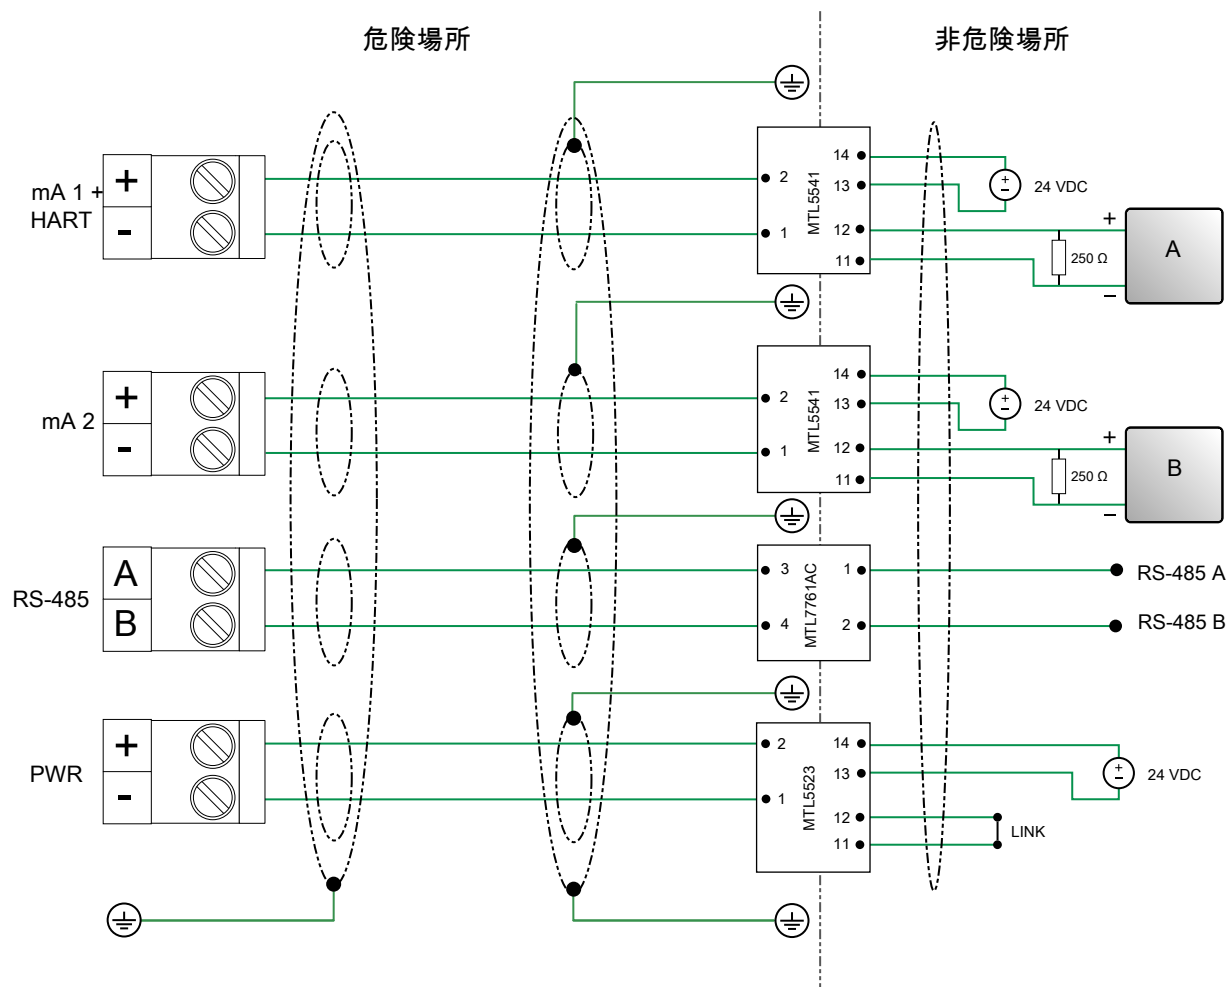 危険場所
非危険場所
mA 1 +
HART
+
-
2
1
MTL5541
14
13
12
11
+
−
24 VDC
250 Ω
+
−
A
mA 2
+
-
2
1
MTL5541
14
13
12
11
+
−
24 VDC
250 Ω
+
−
B
RS-485
A
B
3
4
MTL7761AC
1
2
RS-485 A
RS-485 B
PWR
+
-
2
1
MTL5523
14
13
12
11
+
−
24 VDC
LINK